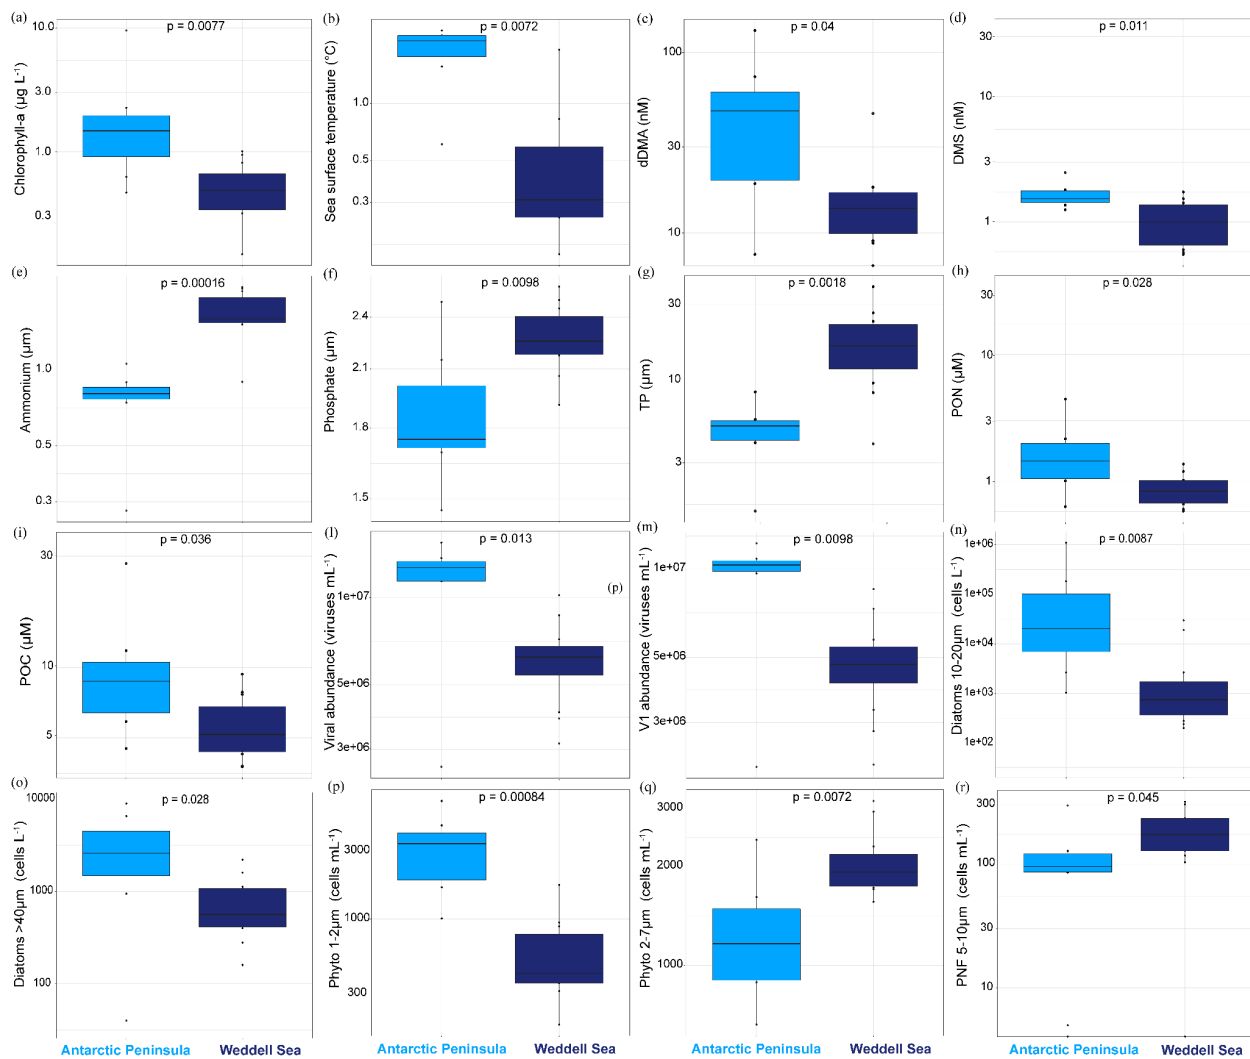 (a)
p = 0.0077
Chlorophyll-a (µg L-1)
10.0
3.0
1.0
0.3
(b)
p = 0.0072
Sea surface temperature (°C)
1.0
0.5
0.3
(c)
p = 0.04
dDMA (nM)
100
30
10
(d)
p = 0.011
DMS (nM)
30
10
3
1
(e)
p = 0.00016
Ammonium (µm)
1.0
0.5
0.3
(f)
p = 0.0098
Phosphate (µm)
2.4
2.1
1.8
1.5
(g)
p = 0.0018
TP (µm)
30
10
3
(h)
p = 0.028
PON (µM)
30
10
3
1
(i)
p = 0.036
POC (µM)
30
10
5
(l)
p = 0.013
Viral abundance (viruses mL-1)
1e+07
5e+06
3e+06
(p)
(m)
p = 0.0098
V1 abundance (viruses mL-1)
1e+07
5e+06
3e+06
(n)
p = 0.0087
Diatoms 10-20µm (cells L-1)
1e+06
1e+05
1e+04
1e+03
1e+02
(o)
p = 0.028
Diatoms >40µm (cells L-1)
10000
1000
100
(p)
p = 0.00084
Phyto 1-2µm (cells mL-1)
3000
1000
300
(q)
p = 0.0072
Phyto 2-7µm (cells mL-1)
3000
2000
1000
(r)
p = 0.045
PNF 5-10µm (cells mL-1)
300
100
30
10
Antarctic Peninsula Weddell Sea
Antarctic Peninsula Weddell Sea
Antarctic Peninsula Weddell Sea
Antarctic Peninsula Weddell Sea